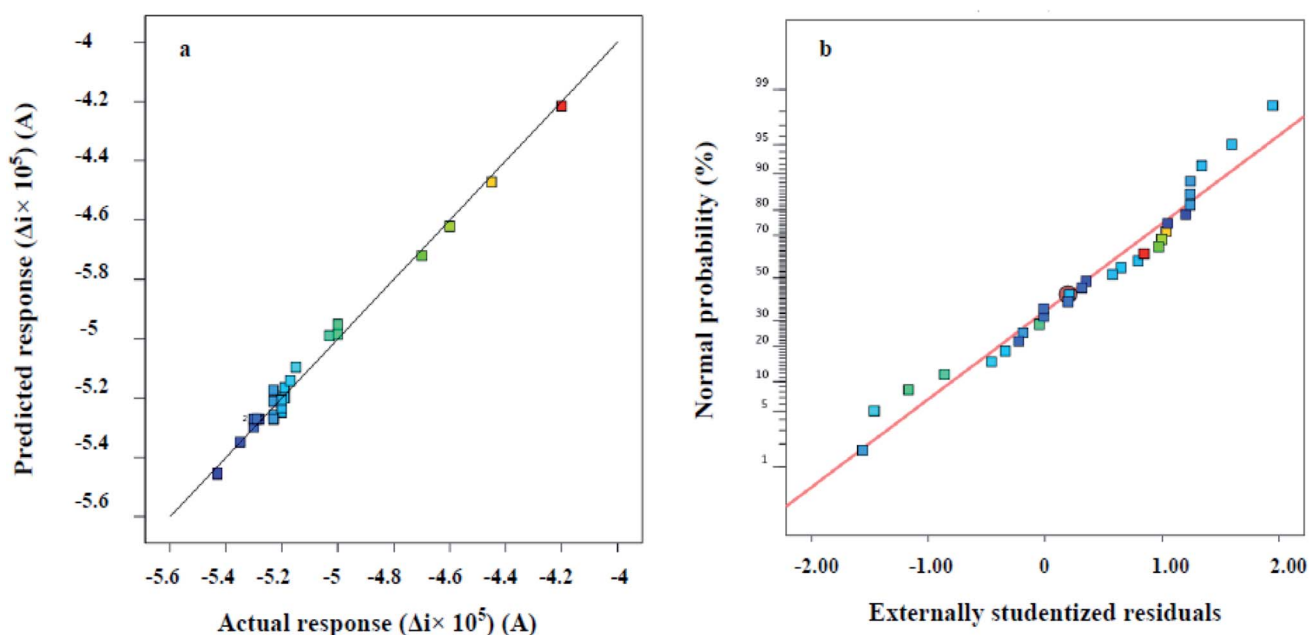 a
-4
-4.2
-4.4
-4.6
-4.8
-5
-5.2
-5.4
-5.6
Predicted response (Δi× 10⁵) (A)
2
-5.6 -5.4 -5.2 -5 -4.8 -4.6 -4.4 -4.2 -4
Actual response (Δi× 10⁵) (A)
b
99
95
90
80
70
50
30
20
10
5
1
Normal probability (%)
-2.00 -1.00 0 1.00 2.00
Externally studentized residuals